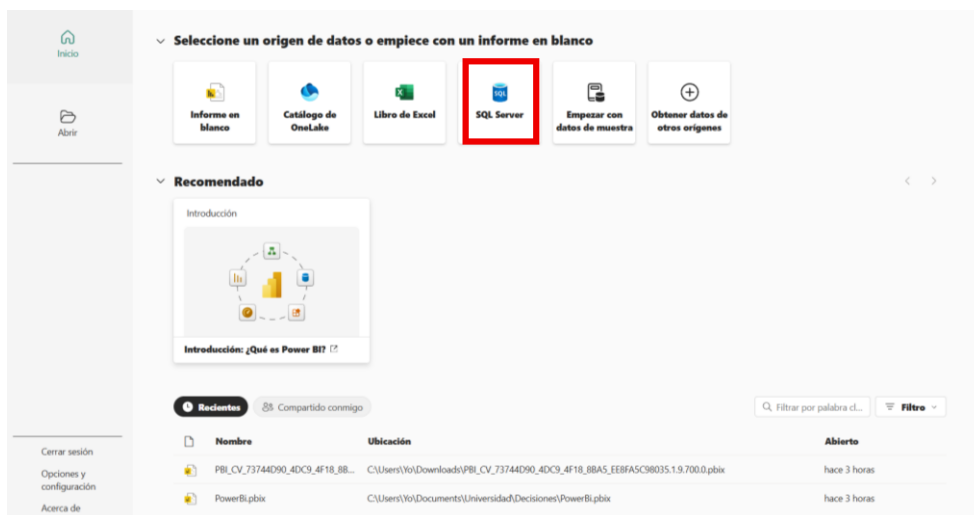 Inicio
Abrir
Seleccione un origen de datos o empiece con un informe en blanco
Informe en
blanco
Catálogo de
OneLake
Libro de Excel
SQL
SQL Server
Empezar con
datos de muestra
Obtener datos de
otros orígenes
Recomendado
Introducción
Introducción: ¿Qué es Power BI?
Recientes
Compartido conmigo
Filtrar por palabra cl...
Filtro
Nombre
Ubicación
Abierto
PBI_CV_73744D90_4DC9_4F18_8B... C:\Users\Yo\Downloads\PBI_CV_73744D90_4DC9_4F18_8BA5_EE8FA5C98035.1.9.700.0.pbix hace 3 horas
PowerBi.pbix C:\Users\Yo\Documents\Universidad\Decisiones\PowerBi.pbix hace 3 horas
Cerrar sesión
Opciones y
configuración
Acerca de